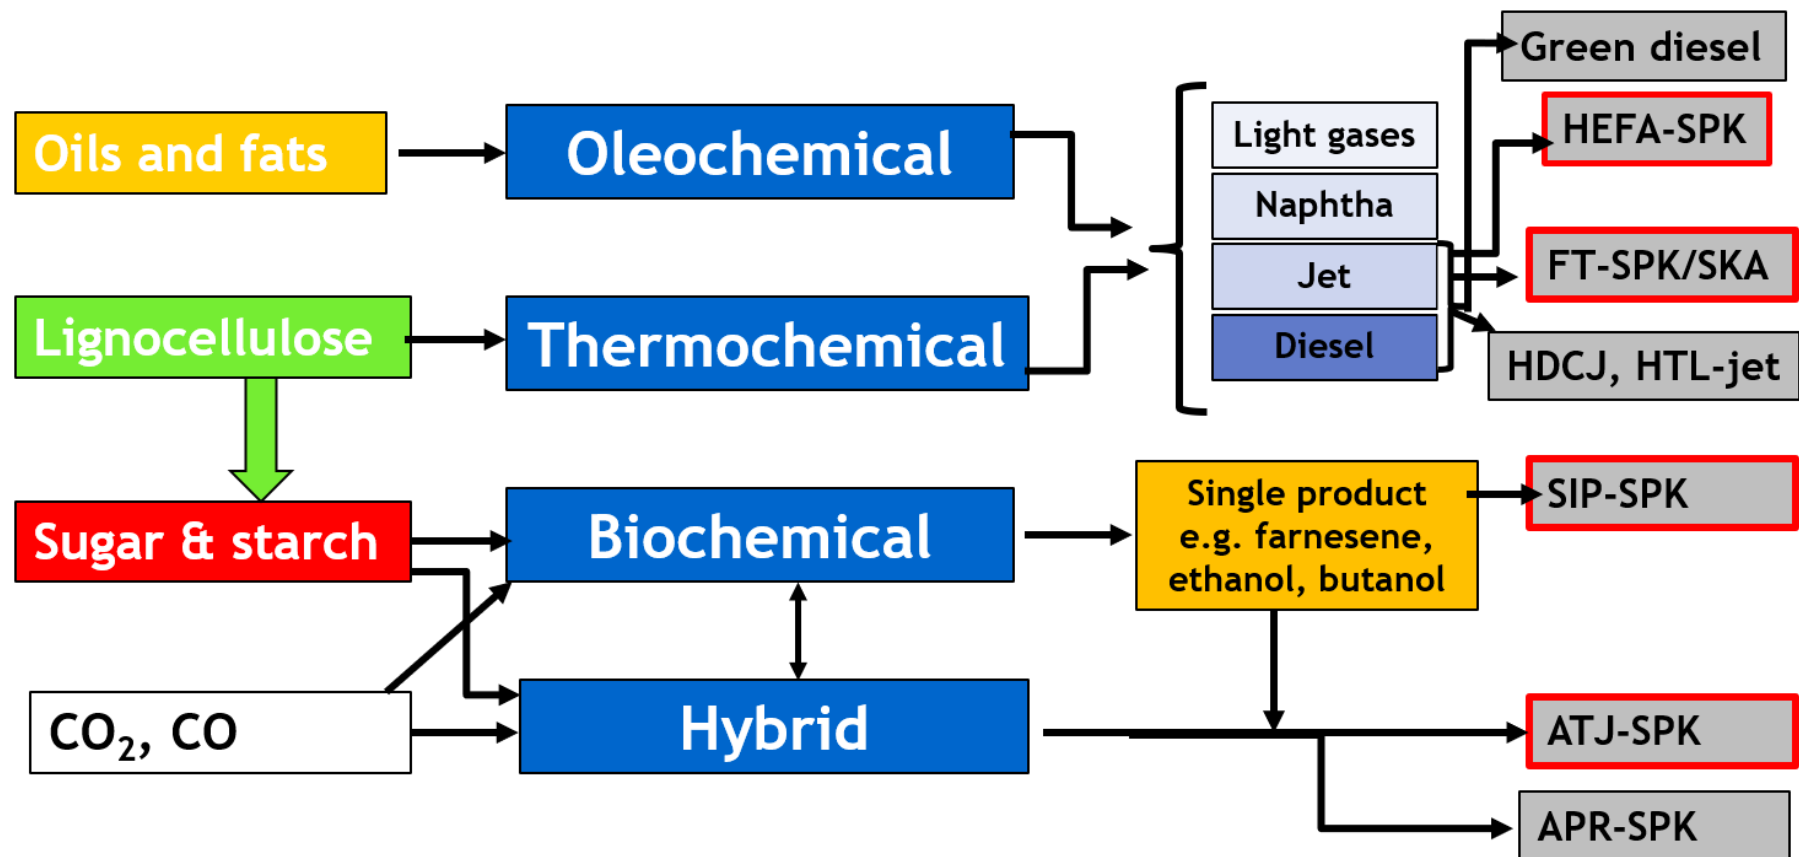 Green diesel
Oils and fats
Oleochemical
Light gases
HEFA-SPK
Naphtha
Jet
FT-SPK/SKA
Lignocellulose
Thermochemical
Diesel
HDCJ, HTL-jet
Sugar & starch
Biochemical
Single product
e.g. farnesene,
ethanol, butanol
SIP-SPK
CO₂, CO
Hybrid
ATJ-SPK
APR-SPK